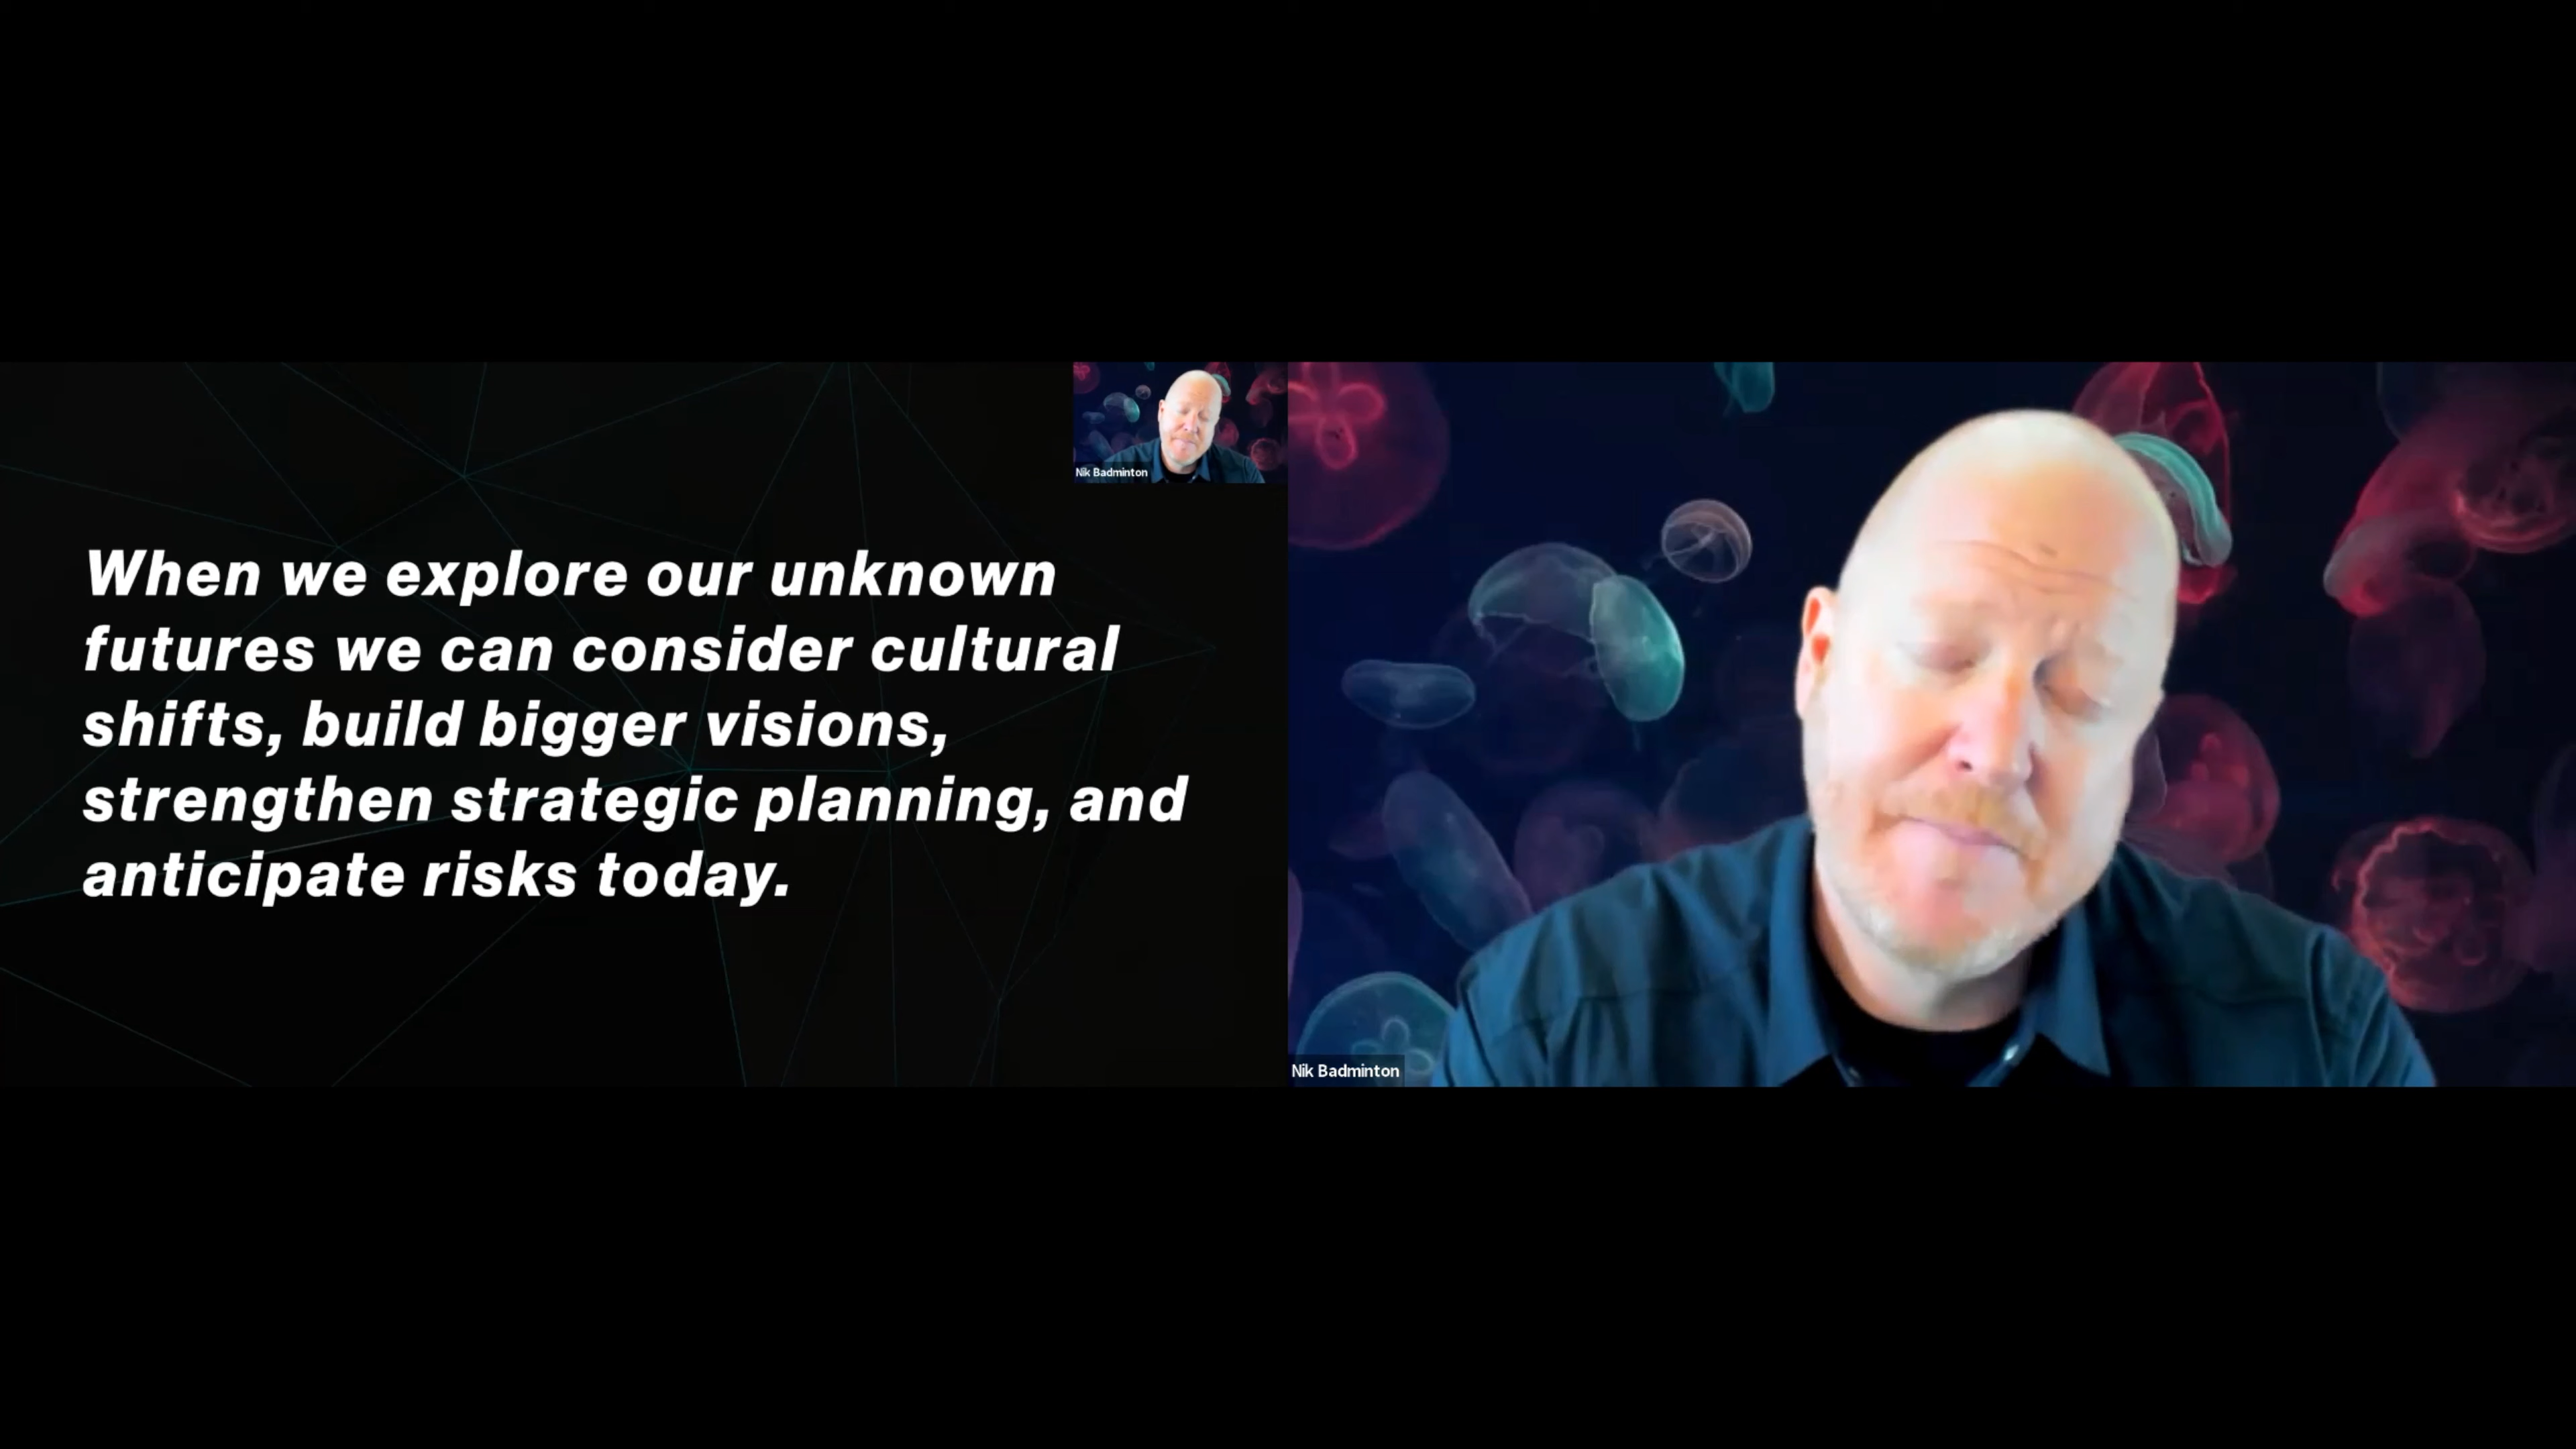 Nik Badminton
When we explore our unknown
futures we can consider cultural
shifts, build bigger visions,
strengthen strategic planning, and
anticipate risks today.
Nik Badminton